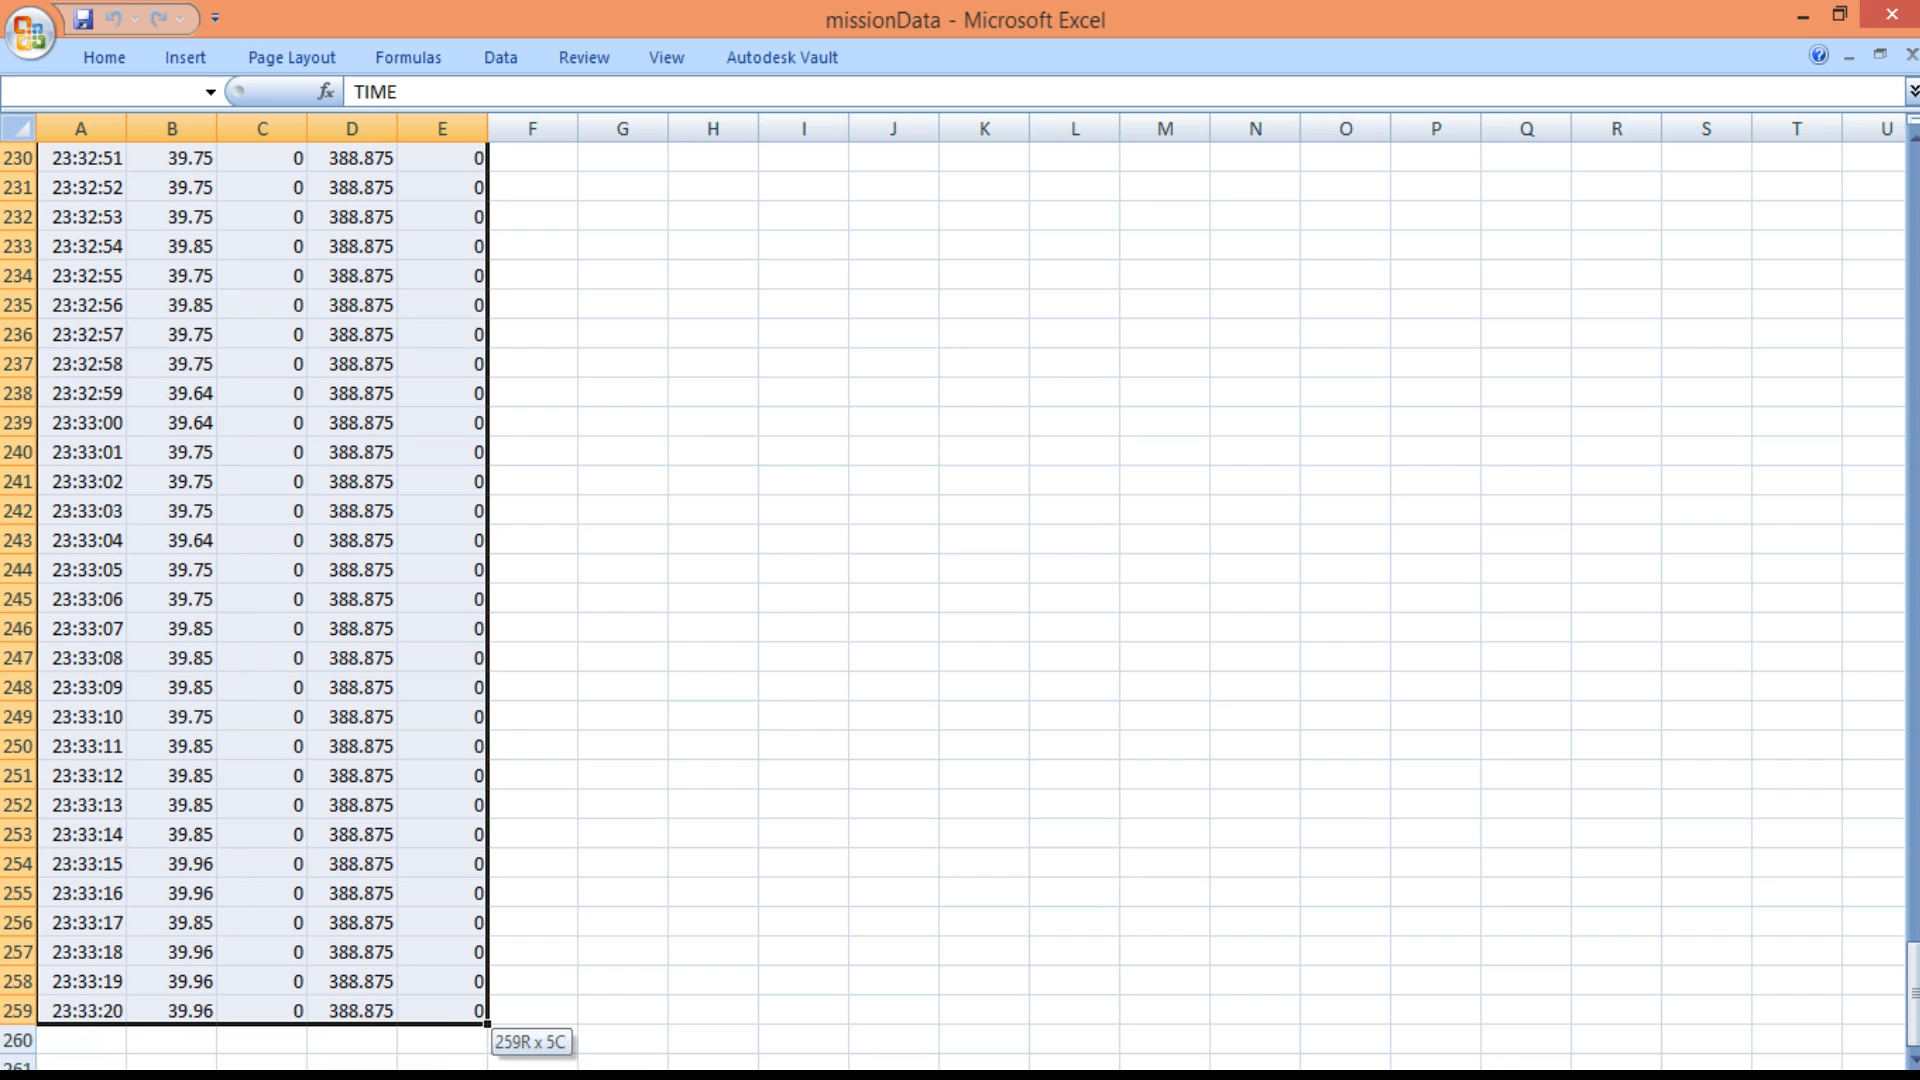 missionData - Microsoft Excel
Home Insert Page Layout Formulas Data Review View Autodesk Vault
fx TIME
A B C D E F G H I J K L M N O P Q R S T U
230 23:32:51 39.75 0 388.875 0
231 23:32:52 39.75 0 388.875 0
232 23:32:53 39.75 0 388.875 0
233 23:32:54 39.85 0 388.875 0
234 23:32:55 39.75 0 388.875 0
235 23:32:56 39.85 0 388.875 0
236 23:32:57 39.75 0 388.875 0
237 23:32:58 39.75 0 388.875 0
238 23:32:59 39.64 0 388.875 0
239 23:33:00 39.64 0 388.875 0
240 23:33:01 39.75 0 388.875 0
241 23:33:02 39.75 0 388.875 0
242 23:33:03 39.75 0 388.875 0
243 23:33:04 39.64 0 388.875 0
244 23:33:05 39.75 0 388.875 0
245 23:33:06 39.75 0 388.875 0
246 23:33:07 39.85 0 388.875 0
247 23:33:08 39.85 0 388.875 0
248 23:33:09 39.85 0 388.875 0
249 23:33:10 39.75 0 388.875 0
250 23:33:11 39.85 0 388.875 0
251 23:33:12 39.85 0 388.875 0
252 23:33:13 39.85 0 388.875 0
253 23:33:14 39.85 0 388.875 0
254 23:33:15 39.96 0 388.875 0
255 23:33:16 39.96 0 388.875 0
256 23:33:17 39.85 0 388.875 0
257 23:33:18 39.96 0 388.875 0
258 23:33:19 39.96 0 388.875 0
259 23:33:20 39.96 0 388.875 0
260 259R x 5C
261